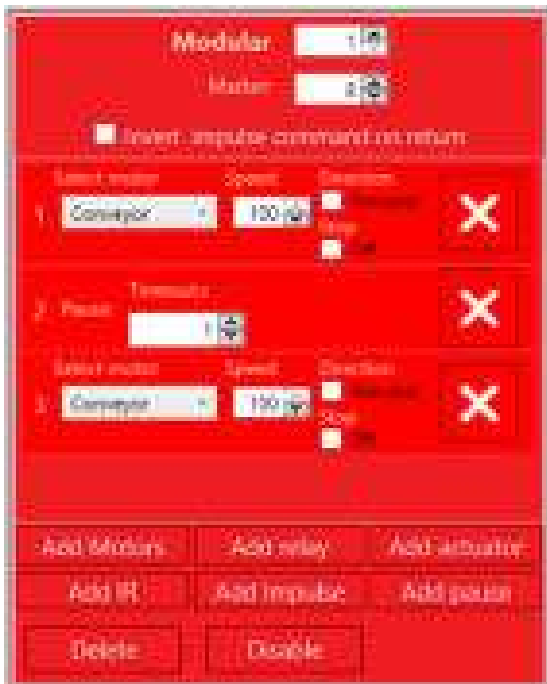 Modular 1
Marker
Invert impulse command on return
Select motor Speed Direction
1 Conveyor 100
Stop
Timeout
2 Pause 1
Select motor Speed Direction
3 Conveyor 100
Stop
Add Motors Add relay Add actuator
Add IR Add Impulse Add pause
Delete Disable